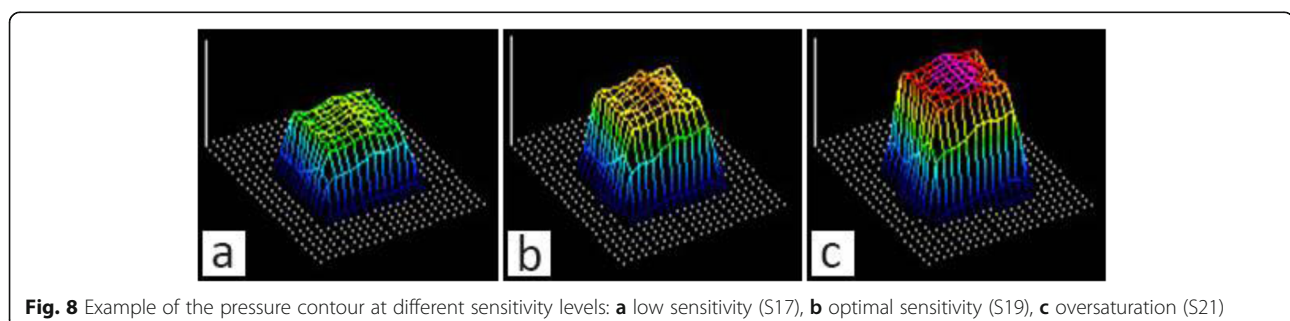 a
b
c
Fig. 8 Example of the pressure contour at different sensitivity levels: a low sensitivity (S17), b optimal sensitivity (S19), c oversaturation (S21)